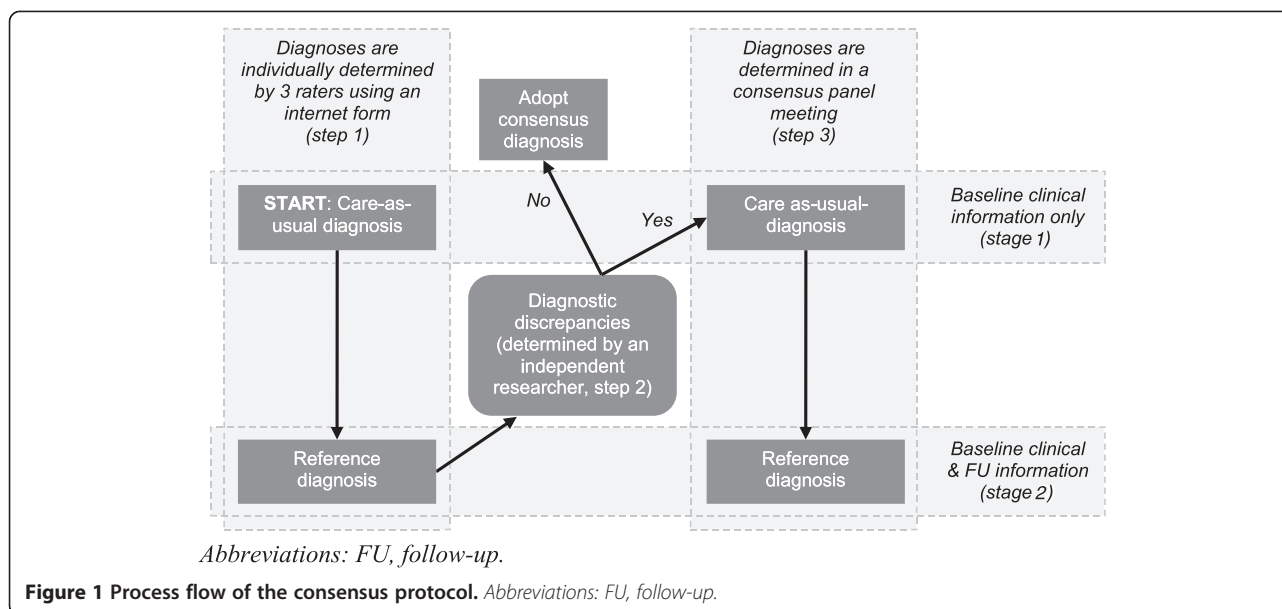 Diagnoses are
individually determined
by 3 raters using an
internet form
(step 1)
Adopt
consensus
diagnosis
Diagnoses are
determined in a
consensus panel
meeting
(step 3)
START: Care-as-
usual diagnosis
No
Yes
Care as-usual-
diagnosis
Baseline clinical
information only
(stage 1)
Diagnostic
discrepancies
(determined by an
independent
researcher, step 2)
Reference
diagnosis
Reference
diagnosis
Baseline clinical
& FU information
(stage 2)
Abbreviations: FU, follow-up.
Figure 1 Process flow of the consensus protocol. Abbreviations: FU, follow-up.